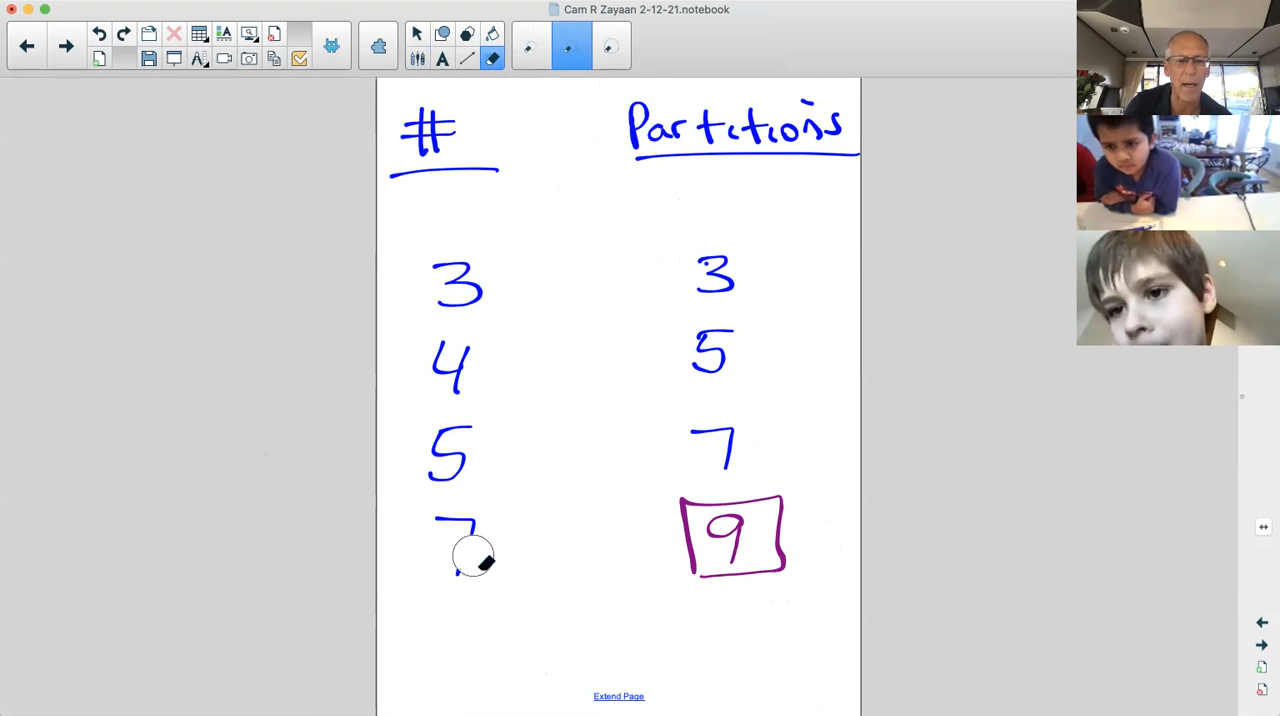 Cam R Zayaan 2-12-21.notebook
# Partitions
3 3
4 5
5 7
7 9
Extend Page